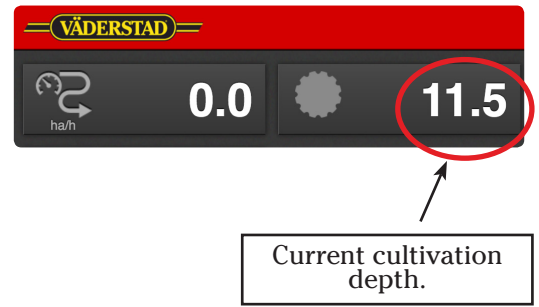 VÄDERSTAD
0.0
11.5
ha/h
Current cultivation
depth.